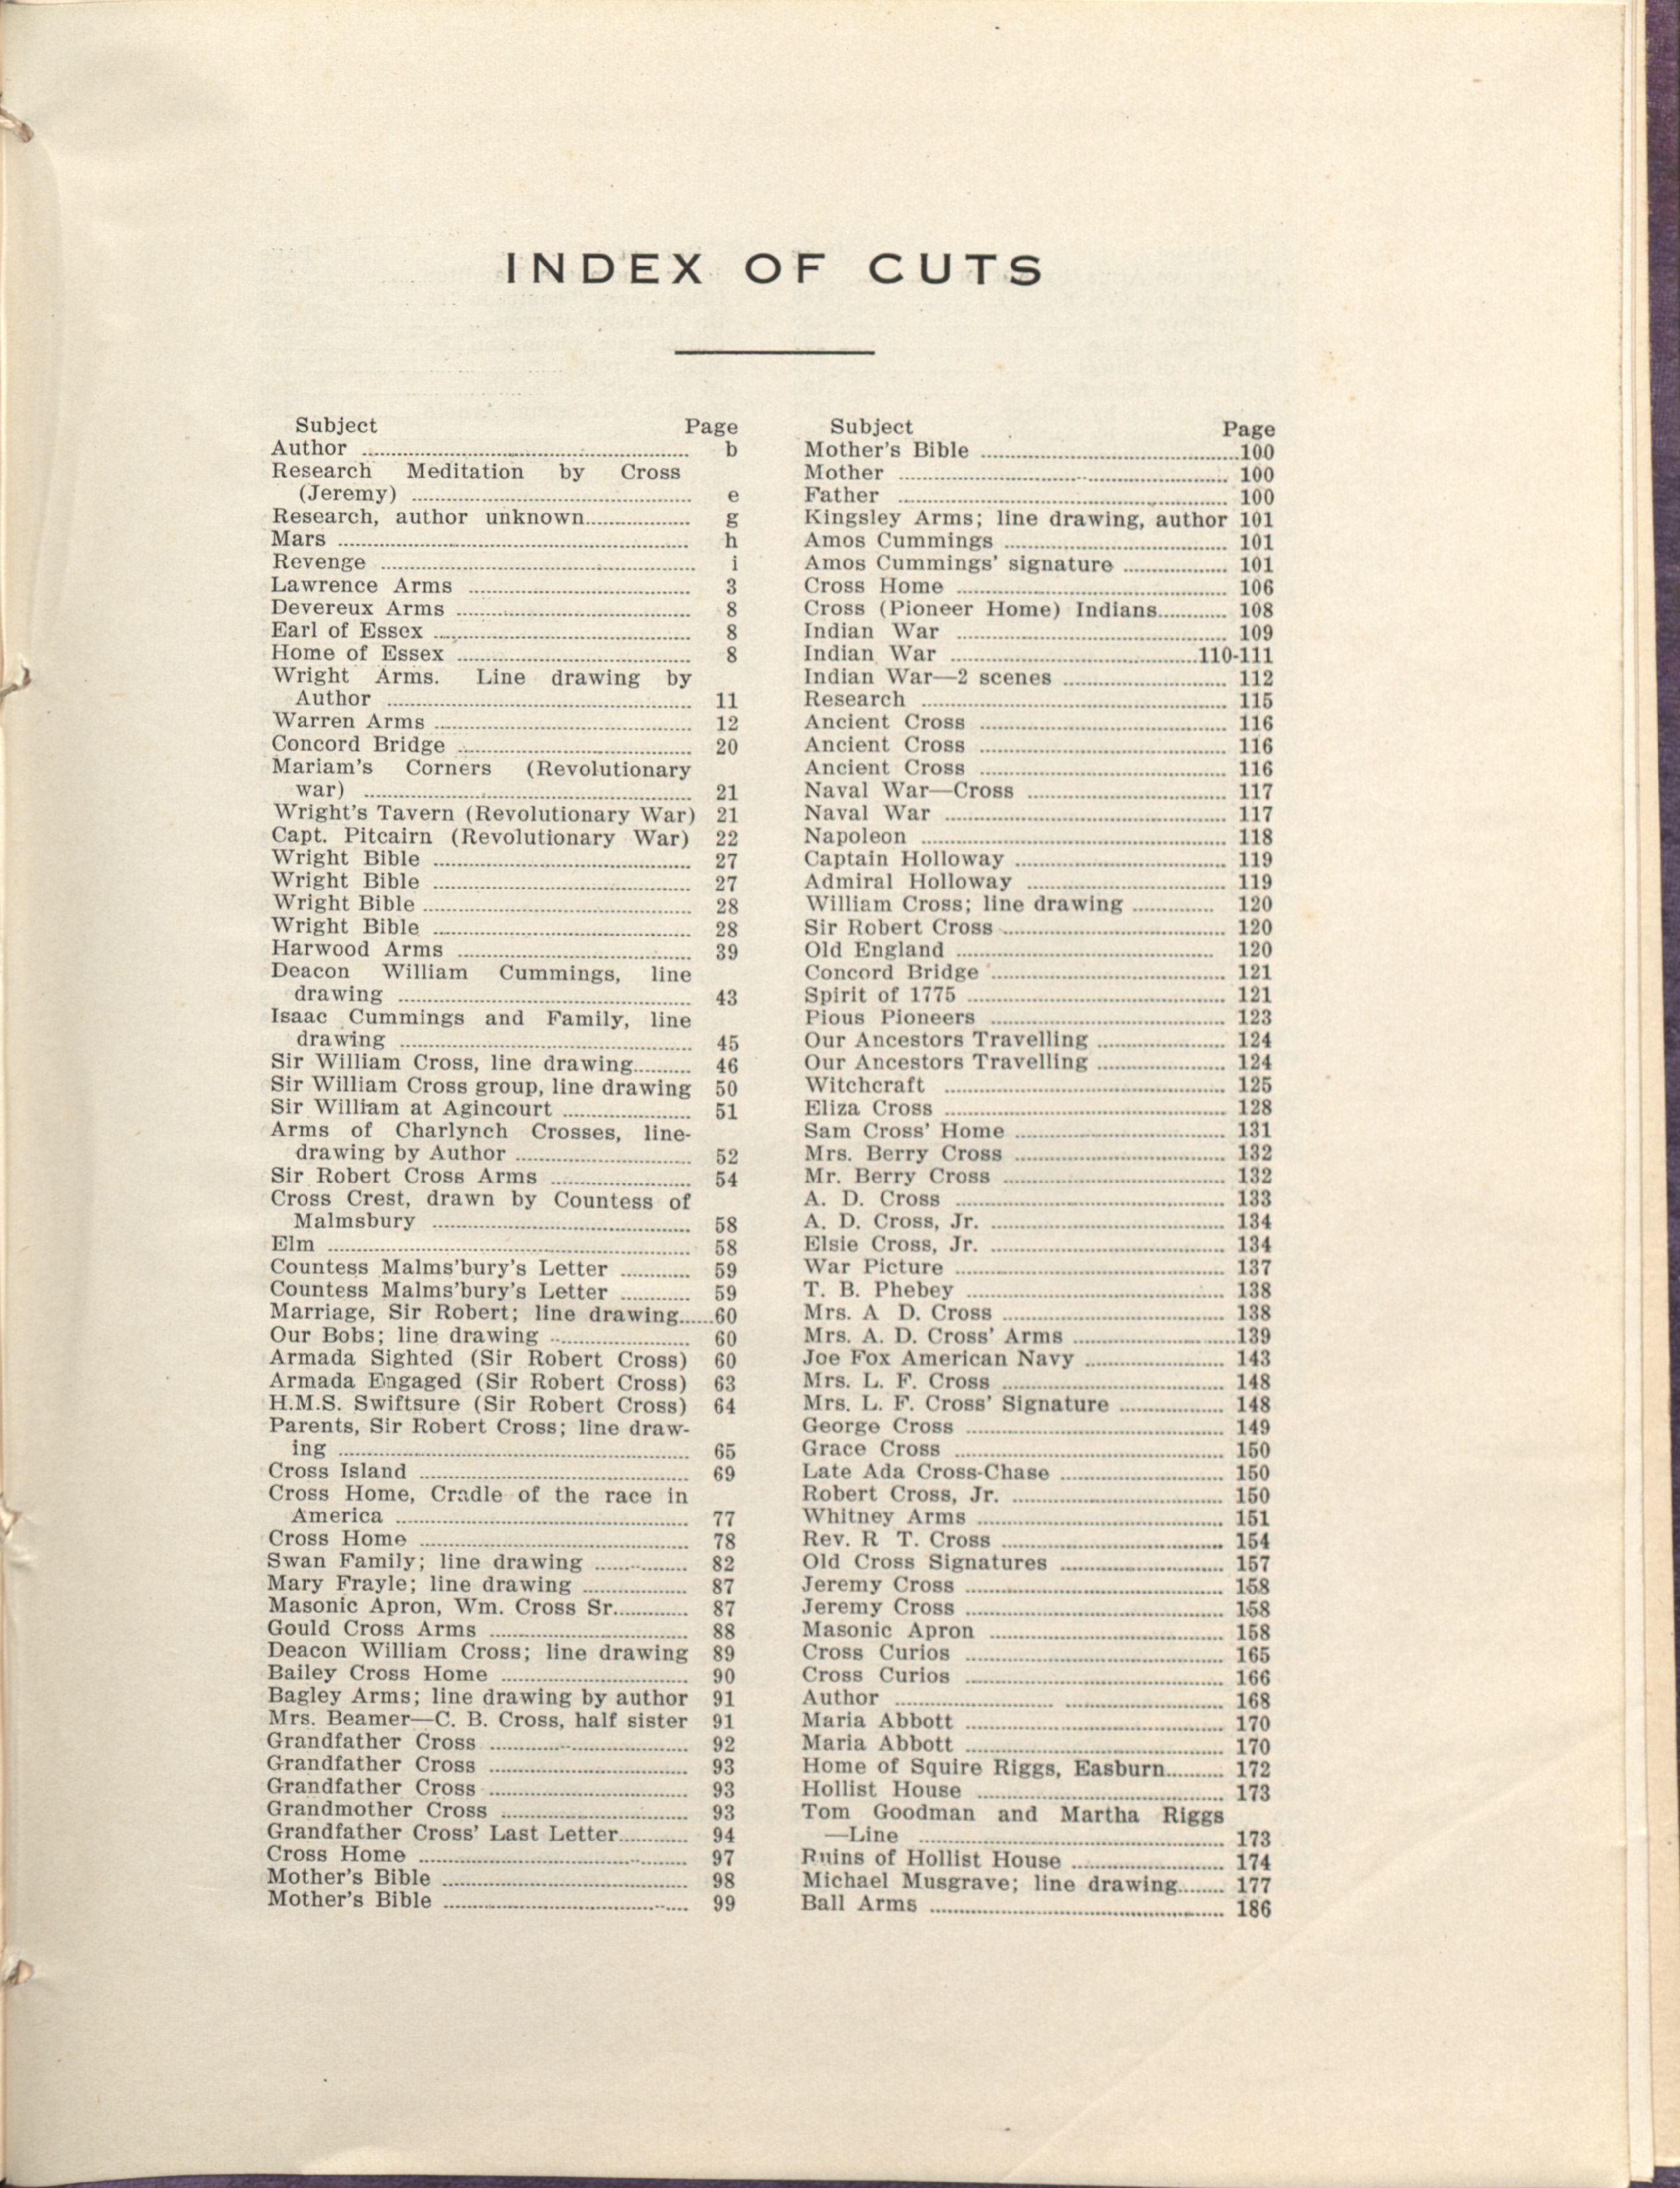 INDEX OF CUTS
Subject Page
Author ... b
Research Meditation by Cross
(Jeremy) ... e
Research, author unknown... g
Mars ... h
Revenge ... i
Lawrence Arms ... 3
Devereux Arms ... 8
Earl of Essex ... 8
Home of Essex ... 8
Wright Arms. Line drawing by
Author ... 11
Warren Arms ... 12
Concord Bridge ... 20
Mariam's Corners (Revolutionary
war) ... 21
Wright's Tavern (Revolutionary War) 21
Capt. Pitcairn (Revolutionary War) 22
Wright Bible ... 27
Wright Bible ... 27
Wright Bible ... 28
Wright Bible ... 28
Harwood Arms ... 39
Deacon William Cummings, line
drawing ... 43
Isaac Cummings and Family, line
drawing ... 45
Sir William Cross, line drawing... 46
Sir William Cross group, line drawing 50
Sir William at Agincourt ... 51
Arms of Charlynch Crosses, line-
drawing by Author ... 52
Sir Robert Cross Arms ... 54
Cross Crest, drawn by Countess of
Malmsbury ... 58
Elm ... 58
Countess Malms'bury's Letter ... 59
Countess Malms'bury's Letter ... 59
Marriage, Sir Robert; line drawing...60
Our Bobs; line drawing ... 60
Armada Sighted (Sir Robert Cross) 60
Armada Engaged (Sir Robert Cross) 63
H.M.S. Swiftsure (Sir Robert Cross) 64
Parents, Sir Robert Cross; line draw-
ing ... 65
Cross Island ... 69
Cross Home, Cradle of the race in
America ... 77
Cross Home ... 78
Swan Family; line drawing ... 82
Mary Frayle; line drawing ... 87
Masonic Apron, Wm. Cross Sr... 87
Gould Cross Arms ... 88
Deacon William Cross; line drawing 89
Bailey Cross Home ... 90
Bagley Arms; line drawing by author 91
Mrs. Beamer—C. B. Cross, half sister 91
Grandfather Cross ... 92
Grandfather Cross ... 93
Grandfather Cross ... 93
Grandmother Cross ... 93
Grandfather Cross' Last Letter... 94
Cross Home ... 97
Mother's Bible ... 98
Mother's Bible ... 99
Subject Page
Mother's Bible ...100
Mother ... 100
Father ... 100
Kingsley Arms; line drawing, author 101
Amos Cummings ... 101
Amos Cummings' signature ... 101
Cross Home ... 106
Cross (Pioneer Home) Indians... 108
Indian War ... 109
Indian War ...110-111
Indian War—2 scenes ... 112
Research ... 115
Ancient Cross ... 116
Ancient Cross ... 116
Ancient Cross ... 116
Naval War—Cross ... 117
Naval War ... 117
Napoleon ... 118
Captain Holloway ... 119
Admiral Holloway ... 119
William Cross; line drawing ... 120
Sir Robert Cross ... 120
Old England ... 120
Concord Bridge ... 121
Spirit of 1775 ... 121
Pious Pioneers ... 123
Our Ancestors Travelling ... 124
Our Ancestors Travelling ... 124
Witchcraft ... 125
Eliza Cross ... 128
Sam Cross' Home ... 131
Mrs. Berry Cross ... 132
Mr. Berry Cross ... 132
A. D. Cross ... 133
A. D. Cross, Jr. ... 134
Elsie Cross, Jr. ... 134
War Picture ... 137
T. B. Phebey ... 138
Mrs. A D. Cross ... 138
Mrs. A. D. Cross' Arms ...139
Joe Fox American Navy ... 143
Mrs. L. F. Cross ... 148
Mrs. L. F. Cross' Signature ... 148
George Cross ... 149
Grace Cross ... 150
Late Ada Cross-Chase ... 150
Robert Cross, Jr. ... 150
Whitney Arms ... 151
Rev. R T. Cross ... 154
Old Cross Signatures ... 157
Jeremy Cross ... 158
Jeremy Cross ... 158
Masonic Apron ... 158
Cross Curios ... 165
Cross Curios ... 166
Author ... 168
Maria Abbott ... 170
Maria Abbott ... 170
Home of Squire Riggs, Easburn... 172
Hollist House ... 173
Tom Goodman and Martha Riggs
—Line ... 173
Ruins of Hollist House ... 174
Michael Musgrave; line drawing... 177
Ball Arms ... 186